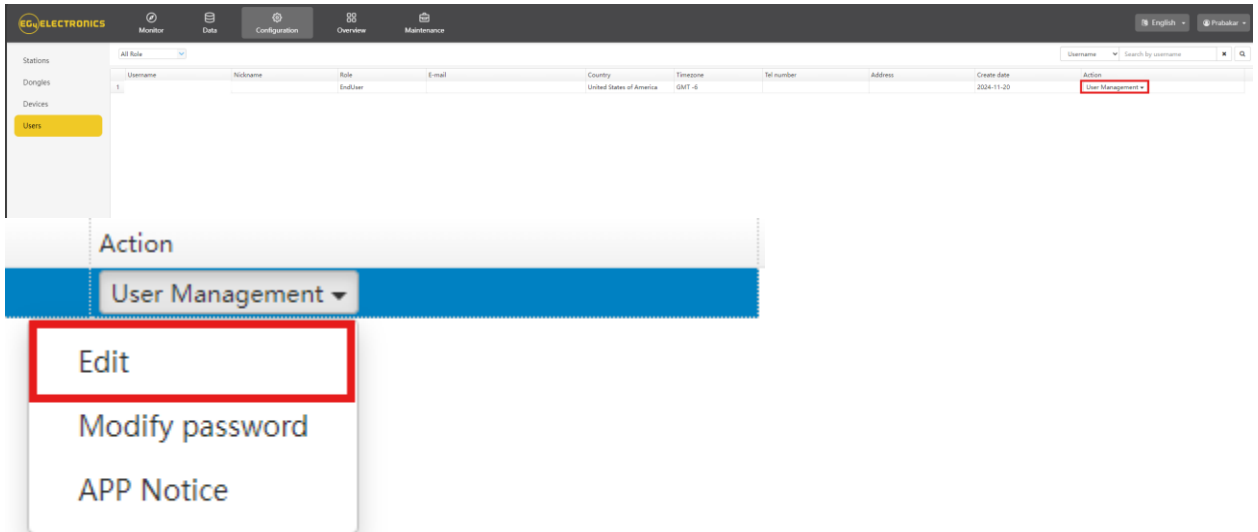 EG4 ELECTRONICS
Monitor
Data
Configuration
Overview
Maintenance
English
Prabakar
Stations
Dongles
Devices
Users
All Role
Username
Search by username
Username Nickname Role E-mail Country Timezone Tel number Address Create date Action
1 EndUser United States of America GMT -6 2024-11-20 User Management
Action
User Management
Edit
Modify password
APP Notice